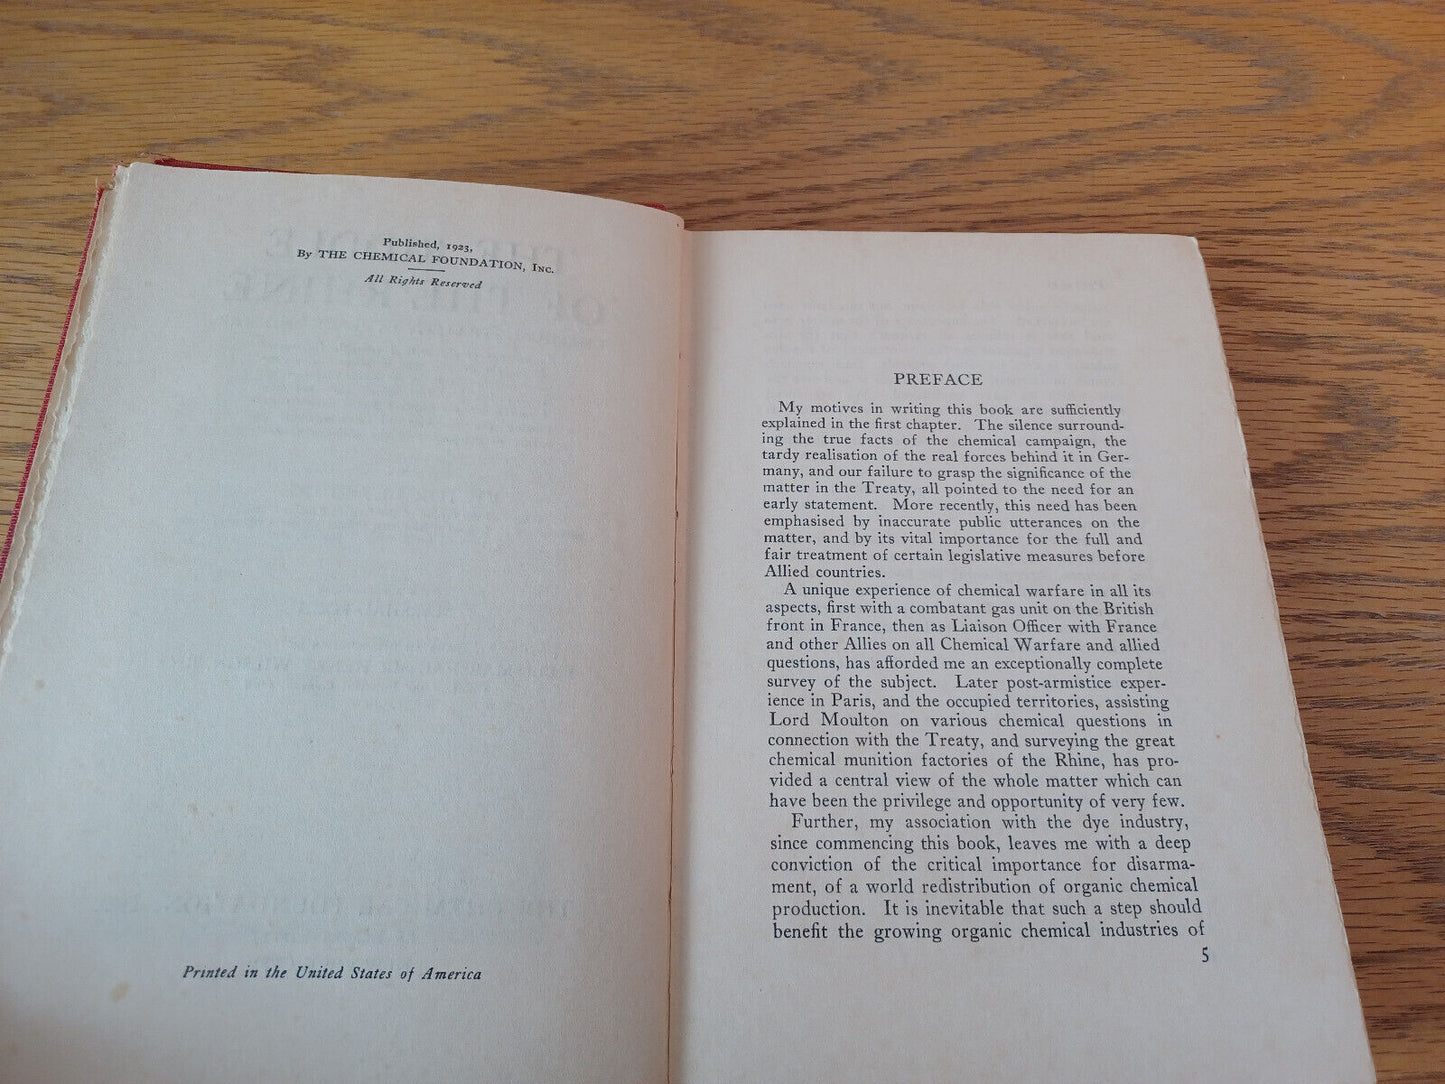 Published, 1923,
By THE CHEMICAL FOUNDATION, Inc.
All Rights Reserved
Printed in the United States of America
PREFACE
My motives in writing this book are sufficiently
explained in the first chapter. The silence surround-
ing the true facts of the chemical campaign, the
tardy realisation of the real forces behind it in Ger-
many, and our failure to grasp the significance of the
matter in the Treaty, all pointed to the need for an
early statement. More recently, this need has been
emphasised by inaccurate public utterances on the
matter, and by its vital importance for the full and
fair treatment of certain legislative measures before
Allied countries.
A unique experience of chemical warfare in all its
aspects, first with a combatant gas unit on the British
front in France, then as Liaison Officer with France
and other Allies on all Chemical Warfare and allied
questions, has afforded me an exceptionally complete
survey of the subject. Later post-armistice exper-
ience in Paris, and the occupied territories, assisting
Lord Moulton on various chemical questions in
connection with the Treaty, and surveying the great
chemical munition factories of the Rhine, has pro-
vided a central view of the whole matter which can
have been the privilege and opportunity of very few.
Further, my association with the dye industry,
since commencing this book, leaves me with a deep
conviction of the critical importance for disarma-
ment, of a world redistribution of organic chemical
production. It is inevitable that such a step should
benefit the growing organic chemical industries of
5